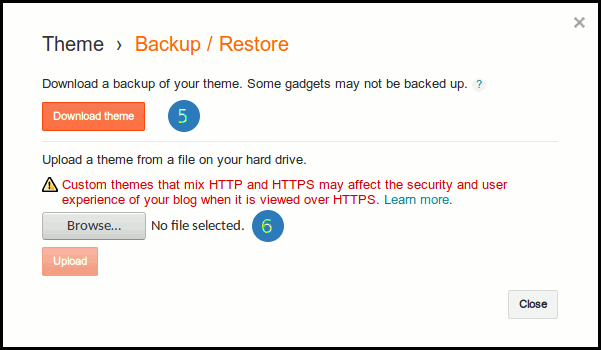 ×
Theme › Backup / Restore
Download a backup of your theme. Some gadgets may not be backed up. ?
Download theme 5
Upload a theme from a file on your hard drive.
Custom themes that mix HTTP and HTTPS may affect the security and user
experience of your blog when it is viewed over HTTPS. Learn more.
Browse... No file selected. 6
Upload
Close